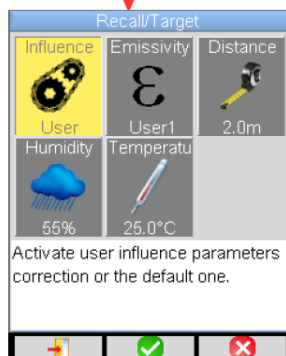 Recall/Target
Influence Emissivity Distance
User User1 2.0m
Humidity Temperatu
55% 25.0°C
Activate user influence parameters
correction or the default one.